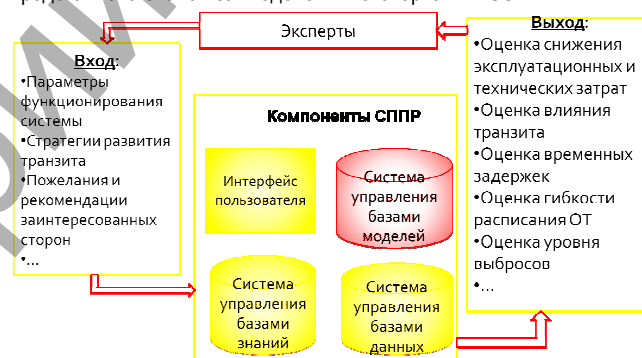 Эксперты
Вход:
•Параметры
функционирования
системы
•Стратегии развития
транзита
•Пожелания и
рекомендации
заинтересованных
сторон
•...
Компоненты СППР
Интерфейс
пользователя
Система
управления
базами
моделей
Система
управления
базами
знаний
Система
управления
базами
данных
Выход:
•Оценка снижения
эксплуатационных и
технических затрат
•Оценка влияния
транзита
•Оценка временных
задержек
•Оценка гибкости
расписания ОТ
•Оценка уровня
выбросов
•...